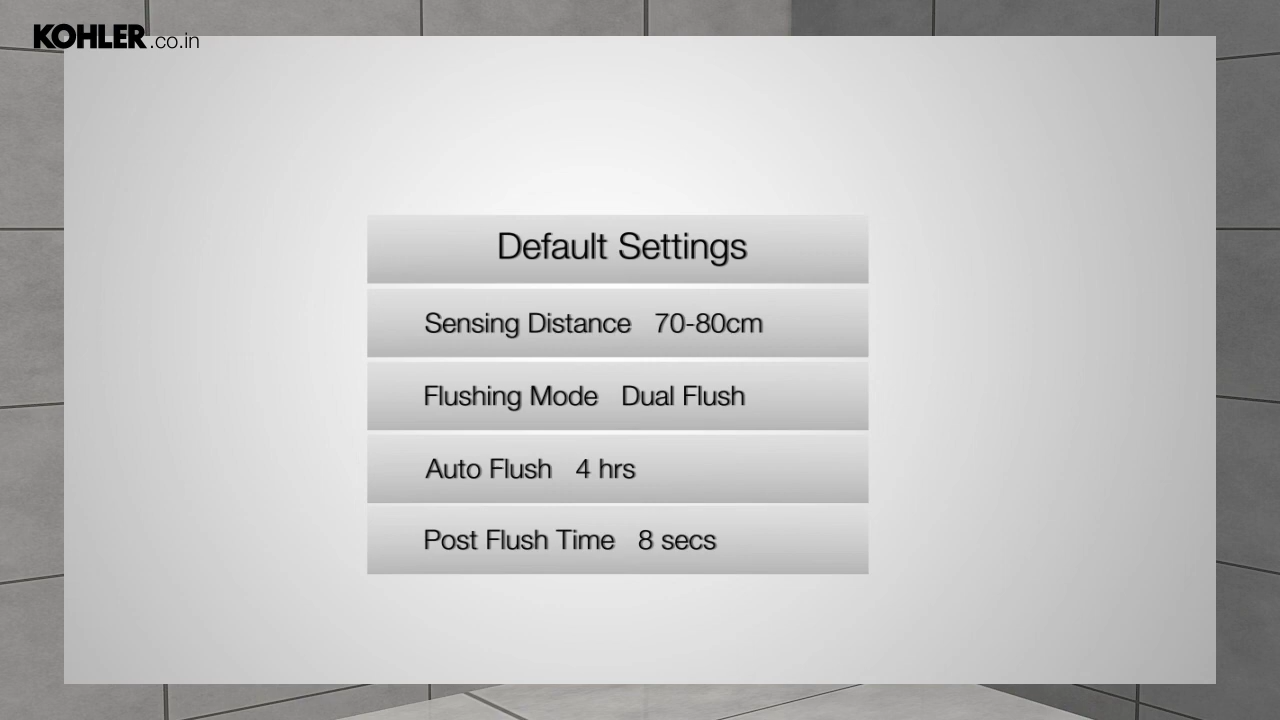 KOHLER.co.in
Default Settings
Sensing Distance 70-80cm
Flushing Mode Dual Flush
Auto Flush 4 hrs
Post Flush Time 8 secs